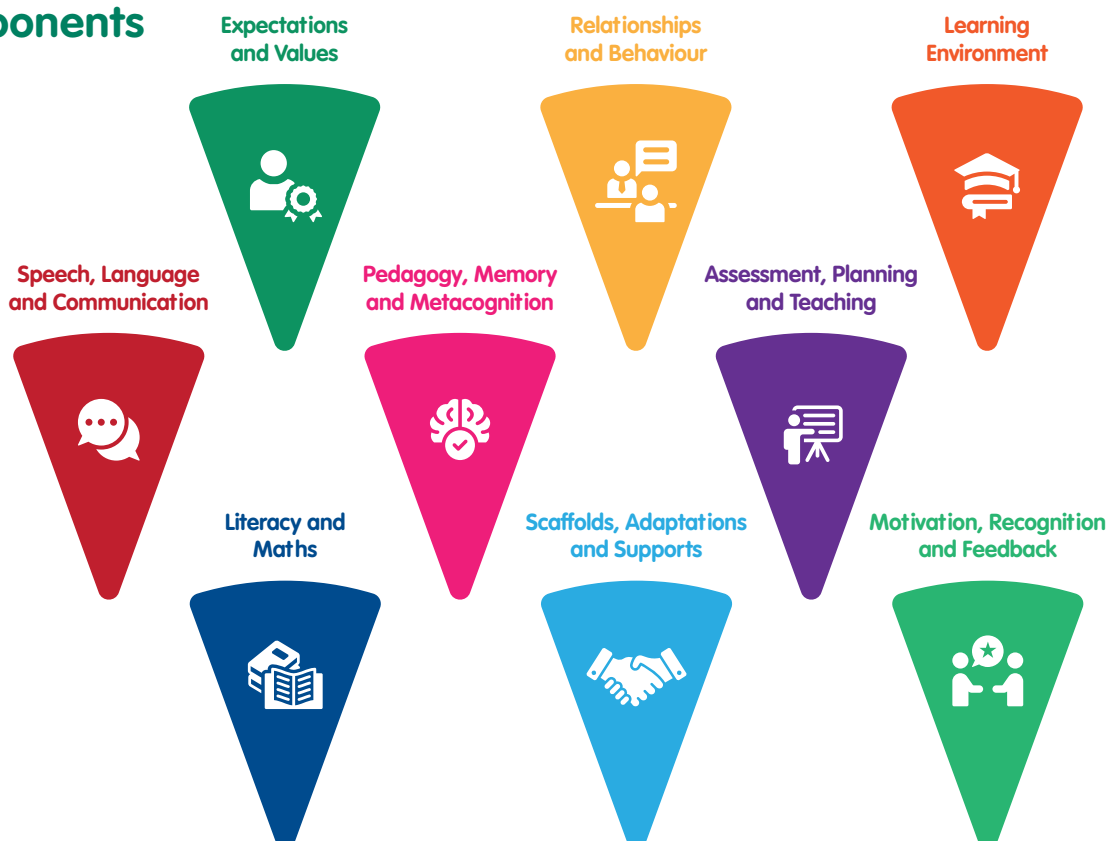 ponents
Expectations
and Values
Relationships
and Behaviour
Learning
Environment
Speech, Language
and Communication
Pedagogy, Memory
and Metacognition
Assessment, Planning
and Teaching
Literacy and
Maths
Scaffolds, Adaptations
and Supports
Motivation, Recognition
and Feedback